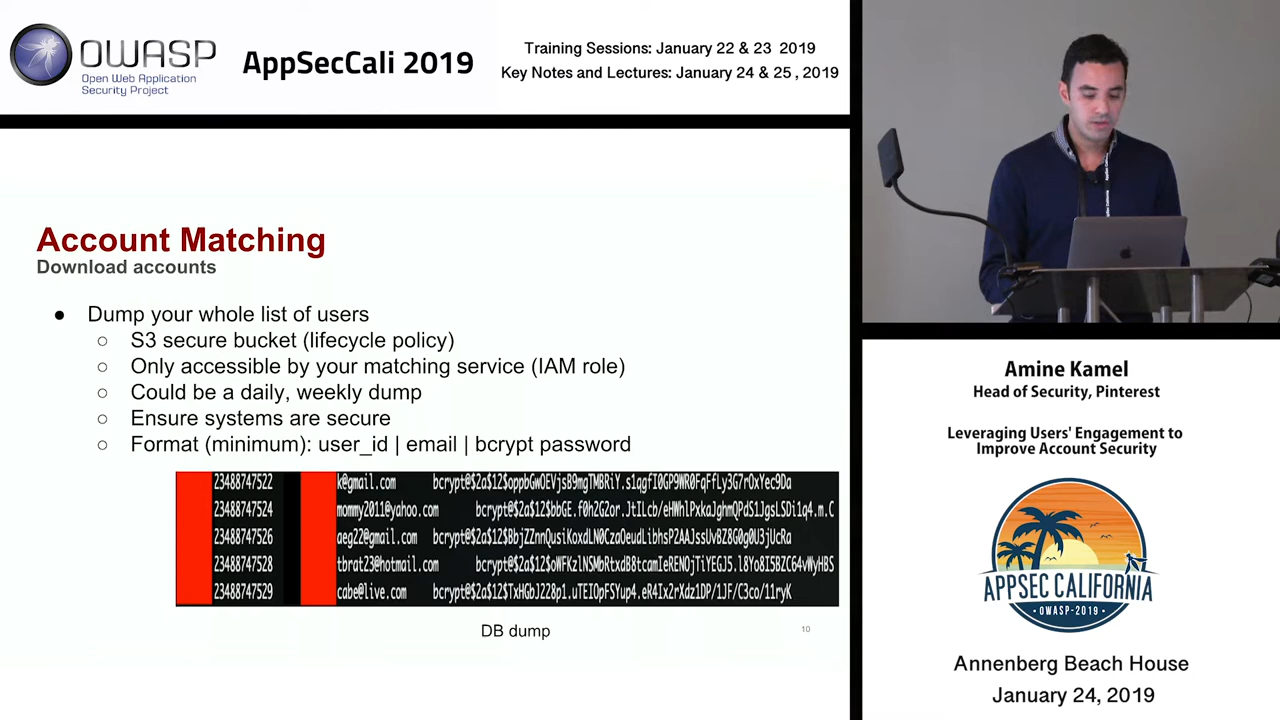 OWASP
Open Web Application
Security Project
AppSecCali 2019
Training Sessions: January 22 & 23 2019
Key Notes and Lectures: January 24 & 25, 2019
Account Matching
Download accounts
● Dump your whole list of users
○ S3 secure bucket (lifecycle policy)
○ Only accessible by your matching service (IAM role)
○ Could be a daily, weekly dump
○ Ensure systems are secure
○ Format (minimum): user_id | email | bcrypt password
23488747522 k@gmail.com
23488747524 mommy2011@yahoo.com
23488747526 aeg22@gmail.com
23488747528 tbrat23@hotmail.com
23488747529 cabe@live.com
DB dump
10
Amine Kamel
Head of Security, Pinterest
Leveraging Users' Engagement to
Improve Account Security
APPSEC CALIFORNIA
• OWASP-2019 •
Annenberg Beach House
January 24, 2019